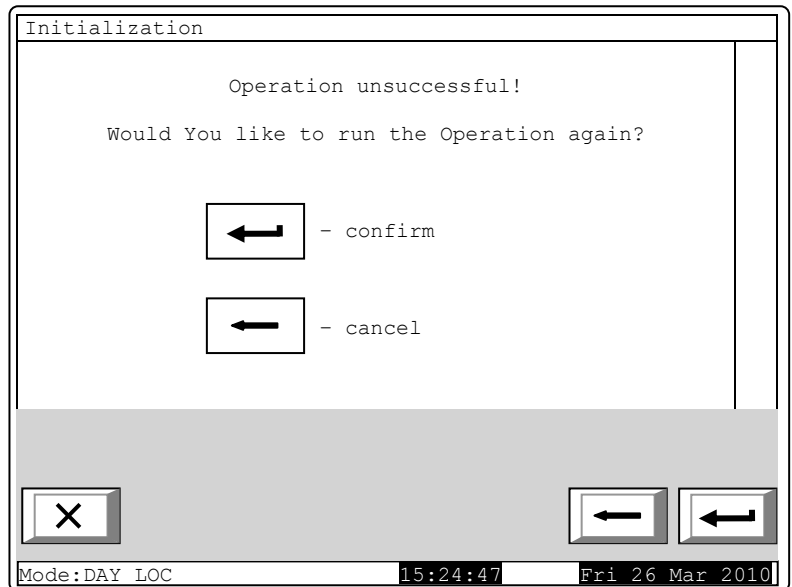 Initialization
Operation unsuccessful!
Would You like to run the Operation again?
- confirm
- cancel
Mode:DAY LOC 15:24:47 Fri 26 Mar 2010